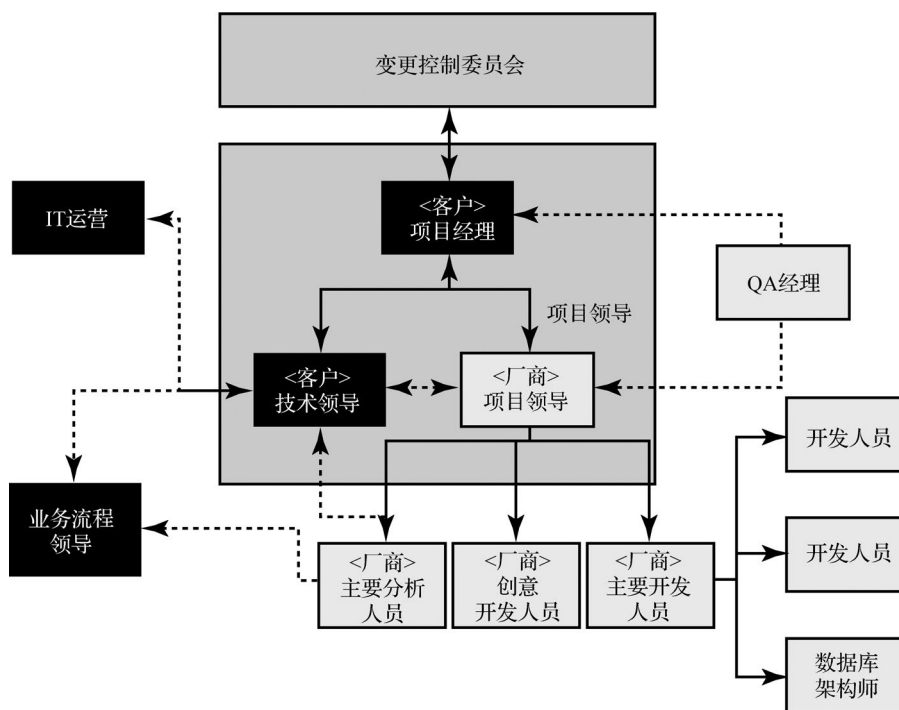 变更控制委员会
<客户>
项目经理
IT运营
QA经理
项目领导
<客户>
技术领导
<厂商>
项目领导
开发人员
业务流程
领导
开发人员
<厂商>
主要分析
人员
<厂商>
创意
开发人员
<厂商>
主要开发
人员
数据库
架构师